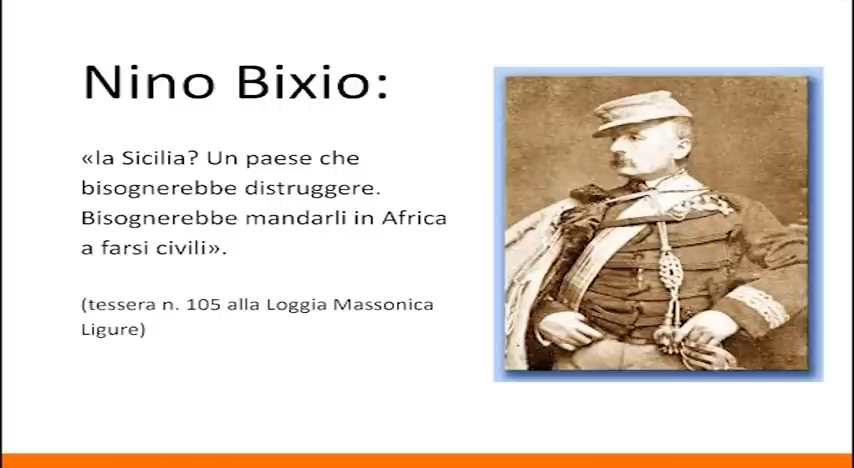 Nino Bixio:
«la Sicilia? Un paese che
bisognerebbe distruggere.
Bisognerebbe mandarli in Africa
a farsi civili».
(tessera n. 105 alla Loggia Massonica
Ligure)